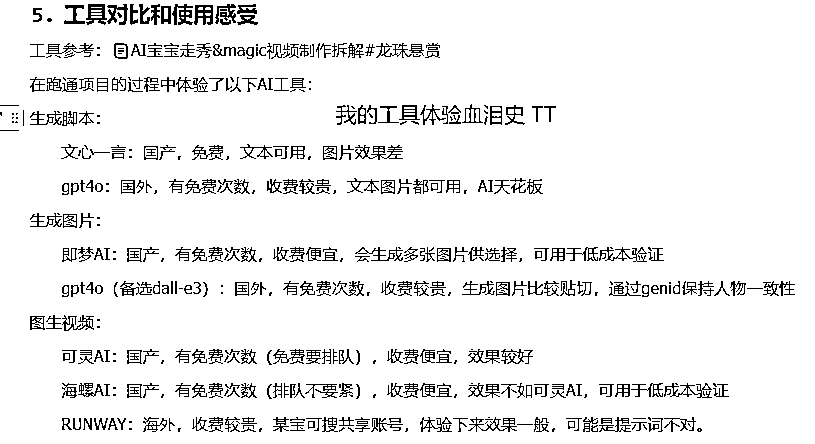 5. 工具对比和使用感受
工具参考： AI宝宝走秀&magic视频制作拆解#龙珠悬赏
在跑通项目的过程中体验了以下AI工具：
生成脚本：
我的工具体验血泪史 TT
文心一言：国产，免费，文本可用，图片效果差
gpt4o：国外，有免费次数，收费较贵，文本图片都可用，AI天花板
生成图片：
即梦AI：国产，有免费次数，收费便宜，会生成多张图片供选择，可用于低成本验证
gpt4o（备选dall-e3）：国外，有免费次数，收费较贵，生成图片比较贴切，通过genid保持人物一致性
图生视频：
可灵AI：国产，有免费次数（免费要排队），收费便宜，效果较好
海螺AI：国产，有免费次数（排队不要紧），收费便宜，效果不如可灵AI，可用于低成本验证
RUNWAY：海外，收费较贵，某宝可搜共享账号，体验下来效果一般，可能是提示词不对。